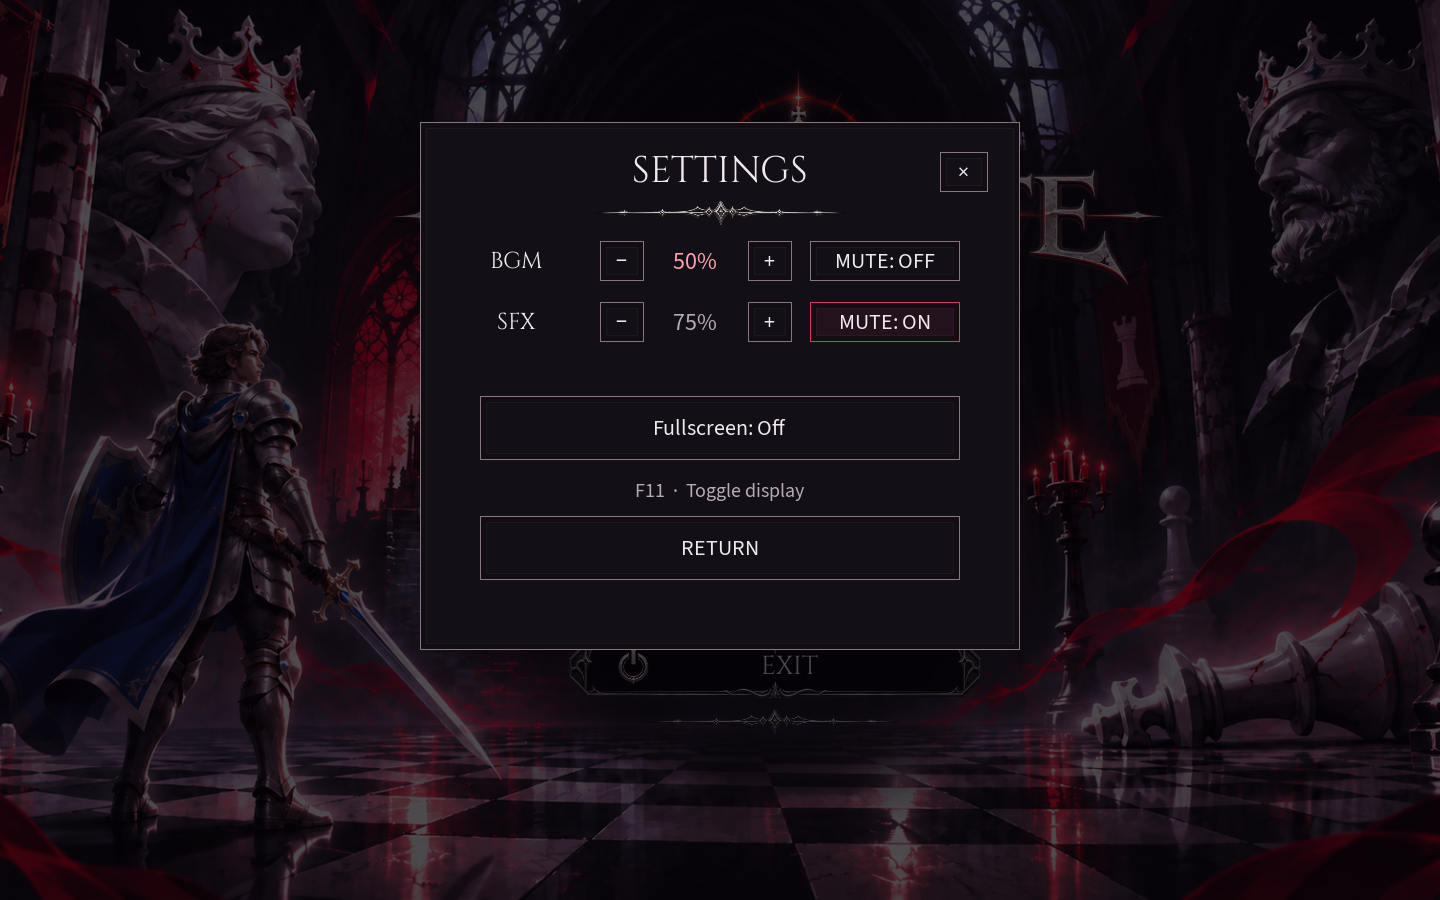 SETTINGS
×
BGM − 50% + MUTE: OFF
SFX − 75% + MUTE: ON
Fullscreen: Off
F11 · Toggle display
RETURN
EXIT